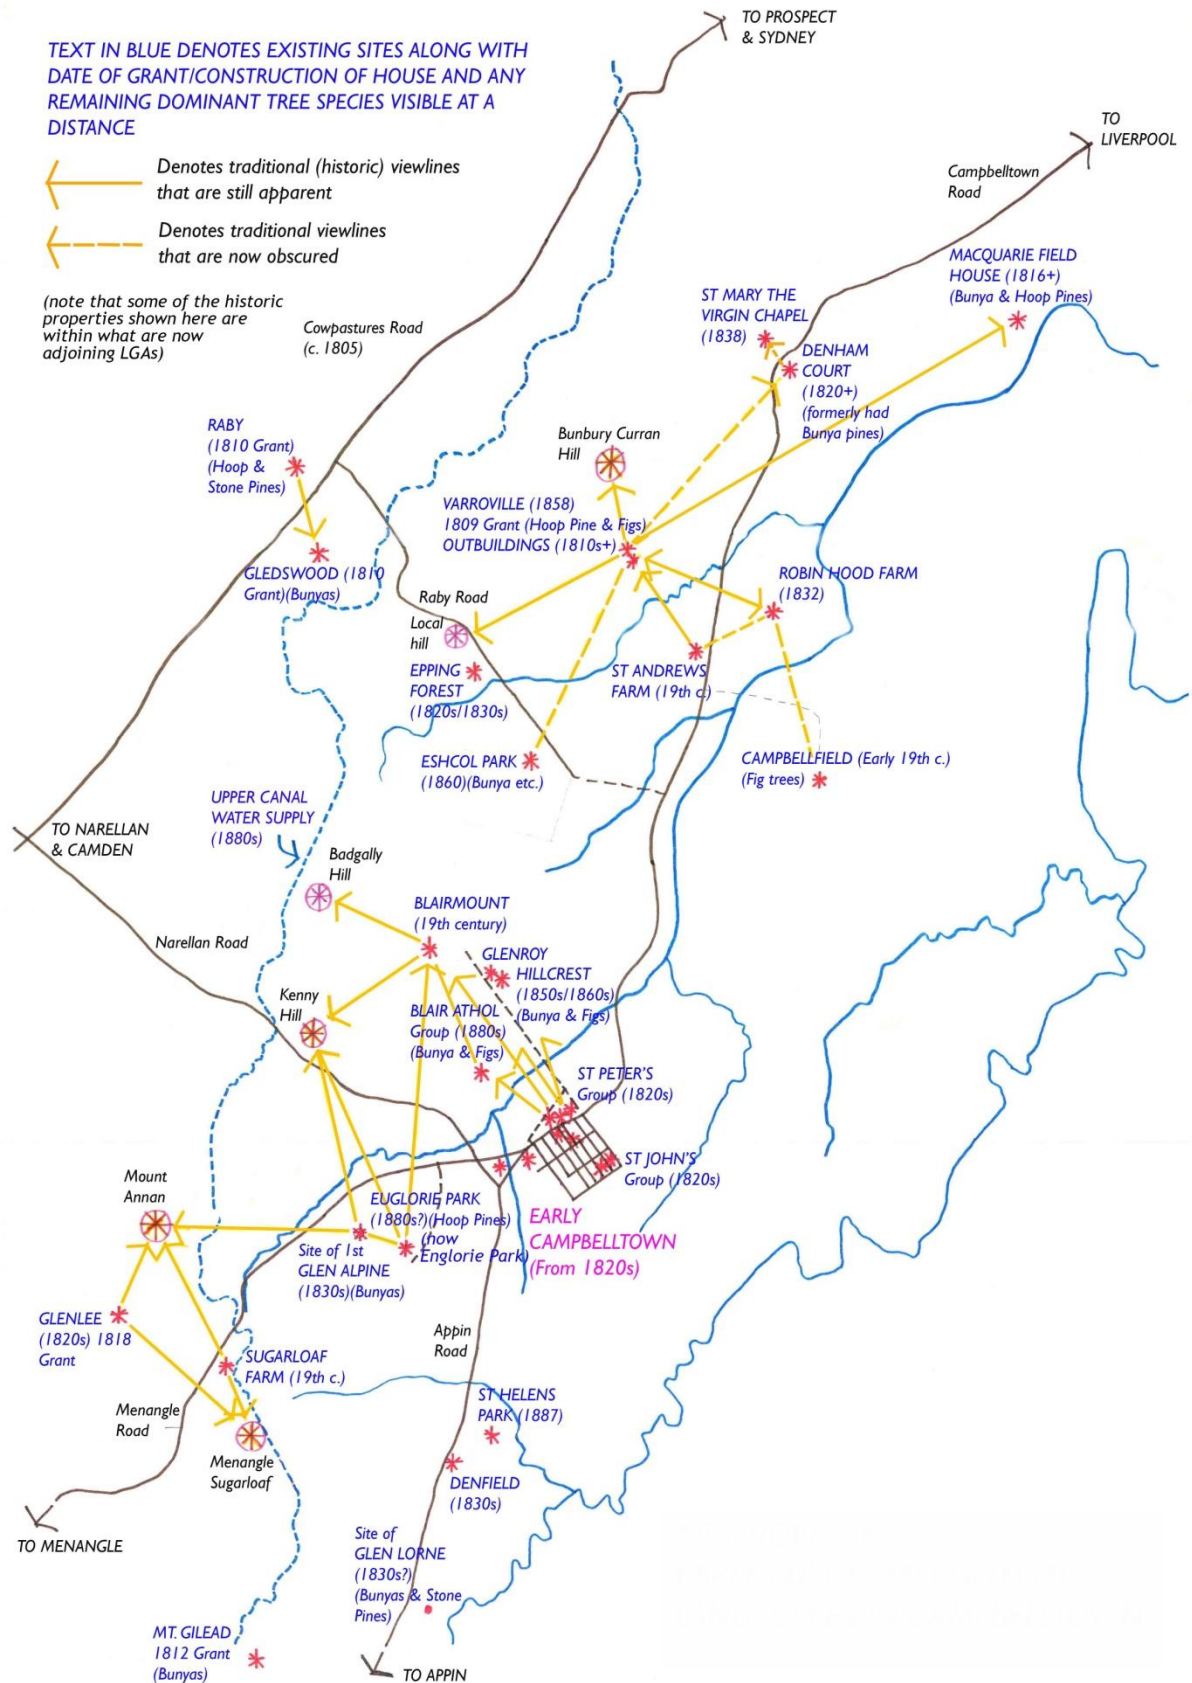 TO PROSPECT
& SYDNEY
TEXT IN BLUE DENOTES EXISTING SITES ALONG WITH
DATE OF GRANT/CONSTRUCTION OF HOUSE AND ANY
REMAINING DOMINANT TREE SPECIES VISIBLE AT A
DISTANCE
TO
LIVERPOOL
Denotes traditional (historic) viewlines
that are still apparent
Campbelltown
Road
Denotes traditional viewlines
that are now obscured
MACQUARIE FIELD
HOUSE (1816+)
(Bunya & Hoop Pines)
(note that some of the historic
properties shown here are
within what are now
adjoining LGAs)
ST MARY THE
VIRGIN CHAPEL
(1838)
Cowpastures Road
(c. 1805)
DENHAM
COURT
(1820+)
(formerly had
Bunya pines)
RABY
(1810 Grant)
(Hoop &
Stone Pines)
Bunbury Curran
Hill
VARROVILLE (1858)
1809 Grant (Hoop Pine & Figs)
OUTBUILDINGS (1810s+)
GLEDSWOOD (1810
Grant)(Bunyas)
ROBIN HOOD FARM
(1832)
Raby Road
Local
hill
EPPING
FOREST
(1820s/1830s)
ST ANDREWS
FARM (19th c.)
ESHCOL PARK
(1860)(Bunya etc.)
CAMPBELLFIELD (Early 19th c.)
(Fig trees)
UPPER CANAL
WATER SUPPLY
(1880s)
TO NARELLAN
& CAMDEN
Badgally
Hill
BLAIRMOUNT
(19th century)
Narellan Road
GLENROY
HILLCREST
(1850s/1860s)
(Bunya & Figs)
Kenny
Hill
BLAIR ATHOL
Group (1880s)
(Bunya & Figs)
ST PETER'S
Group (1820s)
ST JOHN'S
Group (1820s)
Mount
Annan
EUGLORIE PARK
(1880s?)(Hoop Pines)
(now
Englorie Park)
EARLY
CAMPBELLTOWN
(From 1820s)
Site of 1st
GLEN ALPINE
(1830s)(Bunyas)
GLENLEE
(1820s) 1818
Grant
Appin
Road
SUGARLOAF
FARM (19th c.)
ST HELENS
PARK (1887)
Menangle
Road
Menangle
Sugarloaf
DENFIELD
(1830s)
TO MENANGLE
Site of
GLEN LORNE
(1830s?)
(Bunyas & Stone
Pines)
MT. GILEAD
1812 Grant
(Bunyas)
TO APPIN